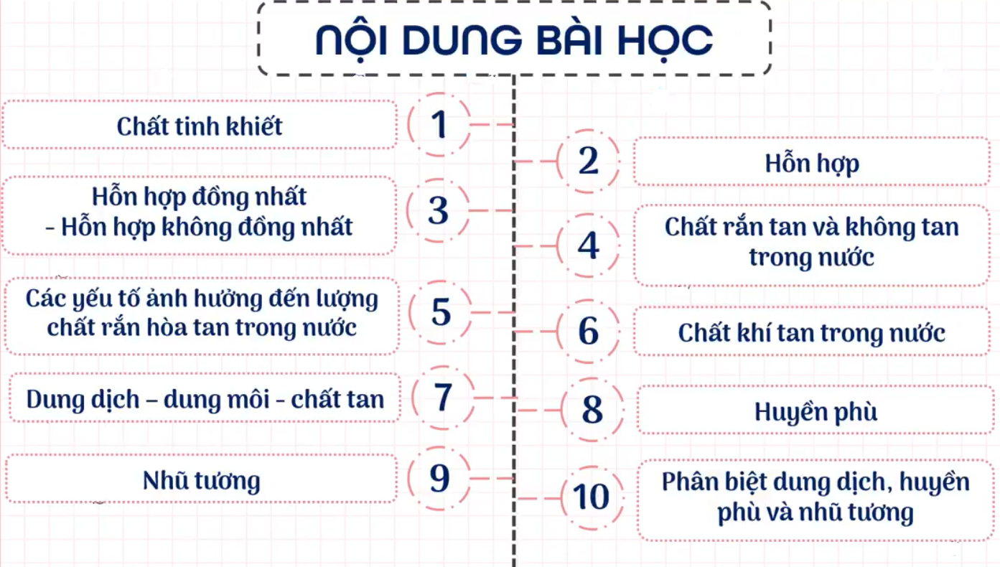 NỘI DUNG BÀI HỌC
1
Chất tinh khiết
2
Hỗn hợp
3
Hỗn hợp đồng nhất
- Hỗn hợp không đồng nhất
4
Chất rắn tan và không tan
trong nước
5
Các yếu tố ảnh hưởng đến lượng
chất rắn hòa tan trong nước
6
Chất khí tan trong nước
7
Dung dịch – dung môi - chất tan
8
Huyền phù
9
Nhũ tương
10
Phân biệt dung dịch, huyền
phù và nhũ tương